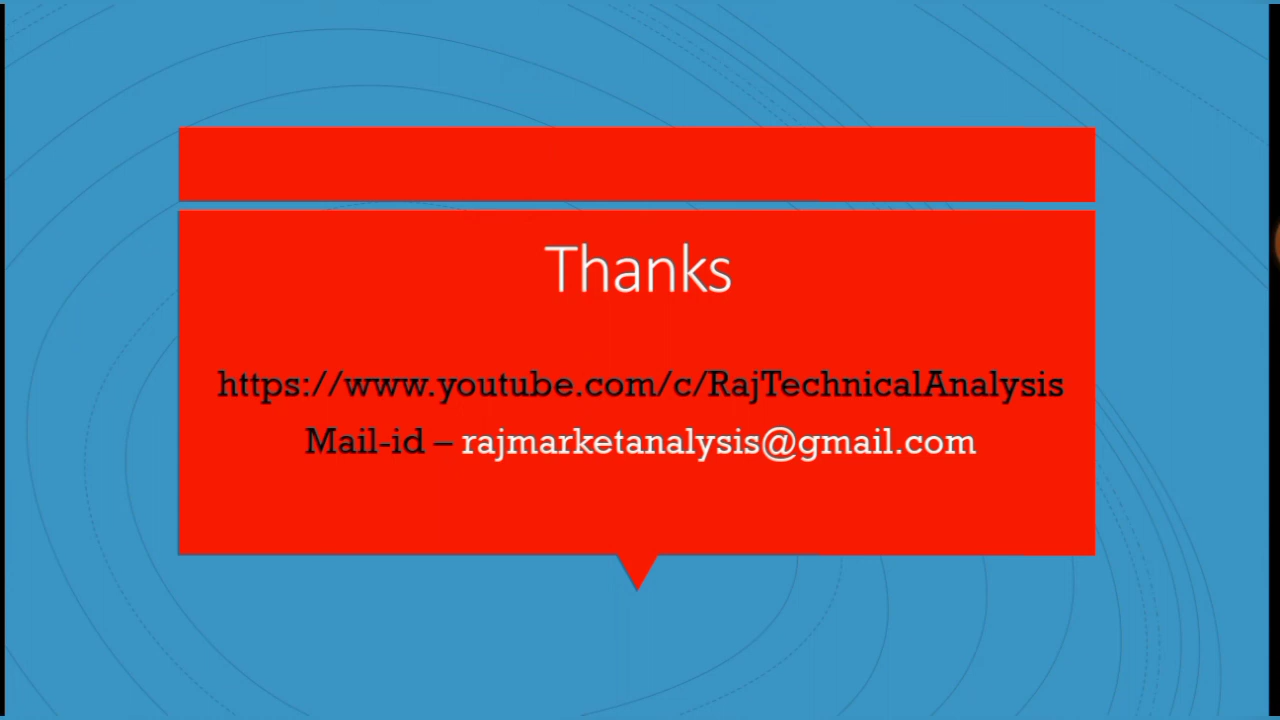 Thanks
https://www.youtube.com/c/RajTechnicalAnalysis
Mail-id – rajmarketanalysis@gmail.com